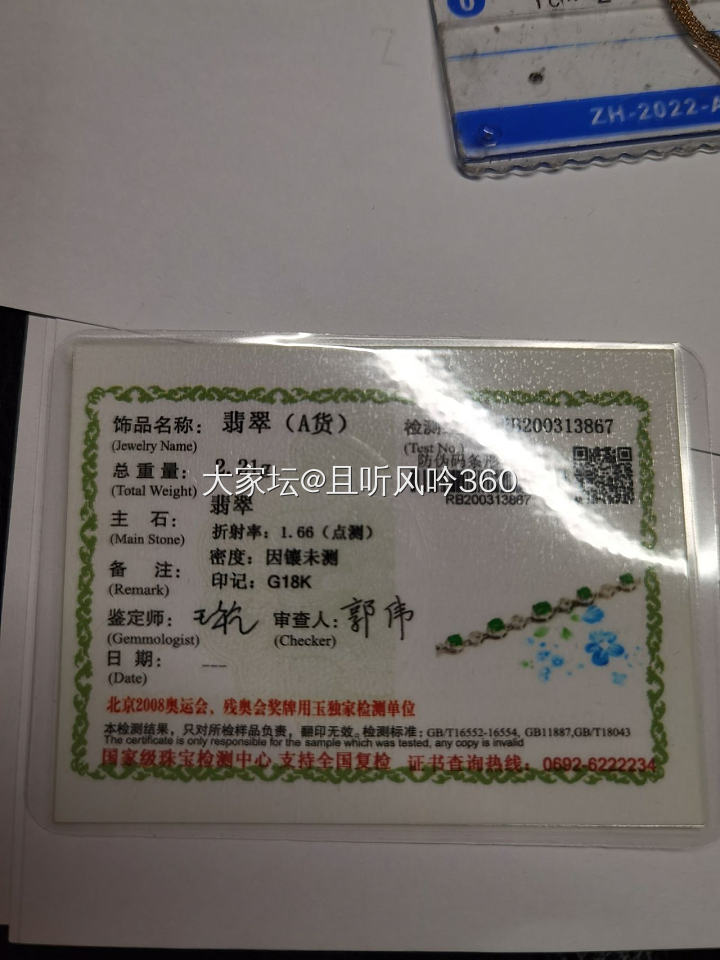 ZH-2022-A
饰品名称：翡翠（A货）
(Jewelry Name)
检测
B200313867
(Test No.)
总重量：2.21g
(Total Weight)
RB200313867
大家坛@且听风吟360
主 石：翡翠
(Main Stone)
折射率：1.66（点测）
密度：因镶未测
备 注：
(Remark)
印记：G18K
鉴定师：
审查人：郭伟
(Gemmologist)
(Checker)
日 期：---
(Date)
北京2008奥运会、残奥会奖牌用玉独家检测单位
本检测结果，只对所检样品负责，翻印无效。检测标准：GB/T16552-16554, GB11887,GB/T18043
The certificate is only responsible for the sample which was tested, any copy is invalid
国家级珠宝检测中心 支持全国复检 证书查询热线：0692-6222234